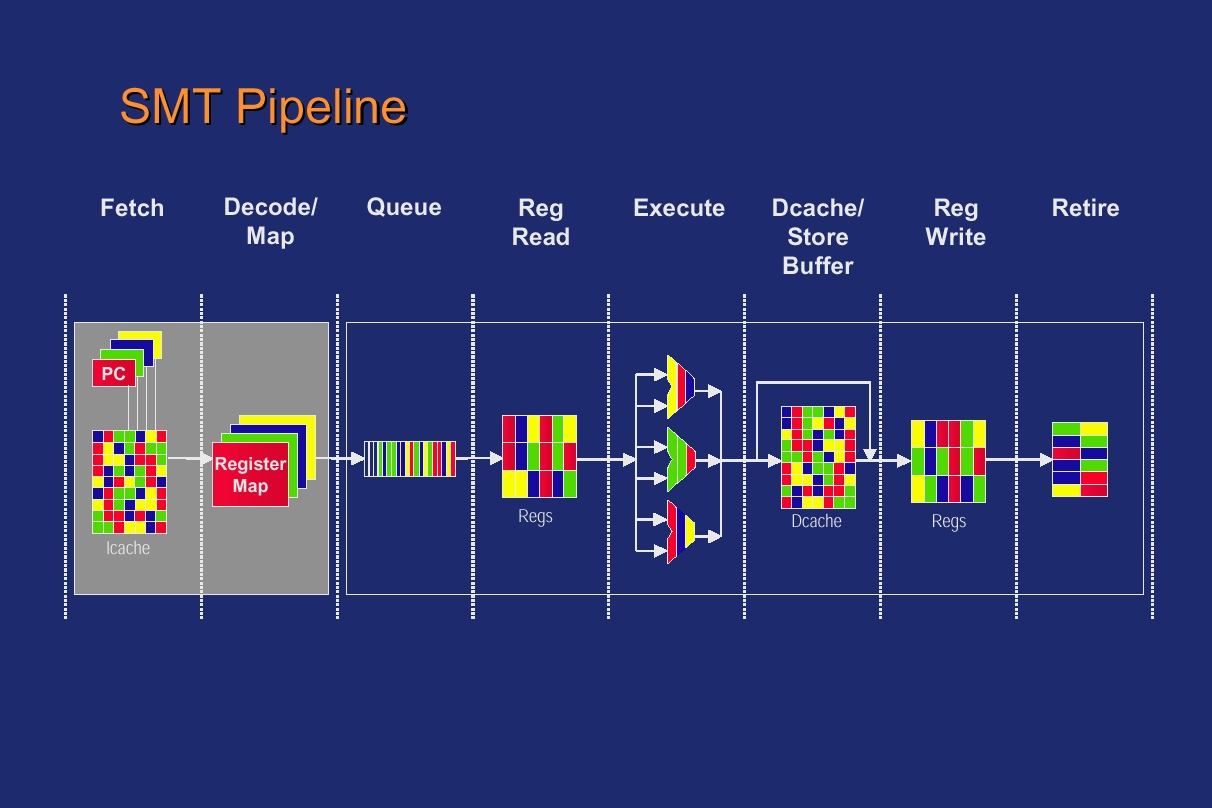 SMT Pipeline
Fetch
Decode/
Map
Queue
Reg
Read
Execute
Dcache/
Store
Buffer
Reg
Write
Retire
PC
Register
Map
Icache
Regs
Dcache
Regs